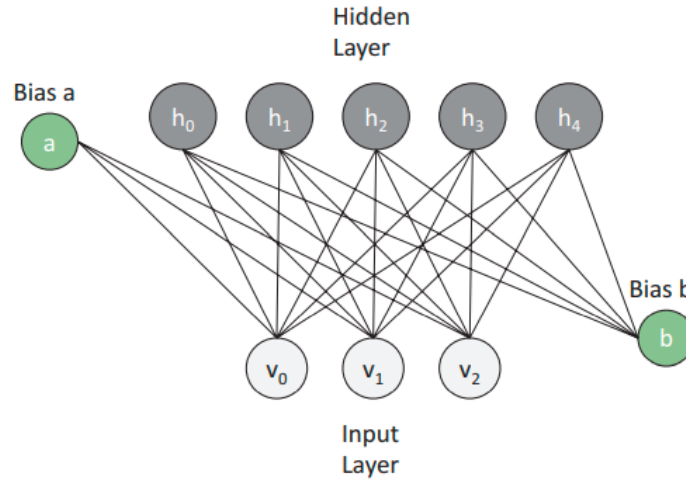 Hidden
Layer
Bias a
a
h₀ h₁ h₂ h₃ h₄
Bias b
b
v₀ v₁ v₂
Input
Layer